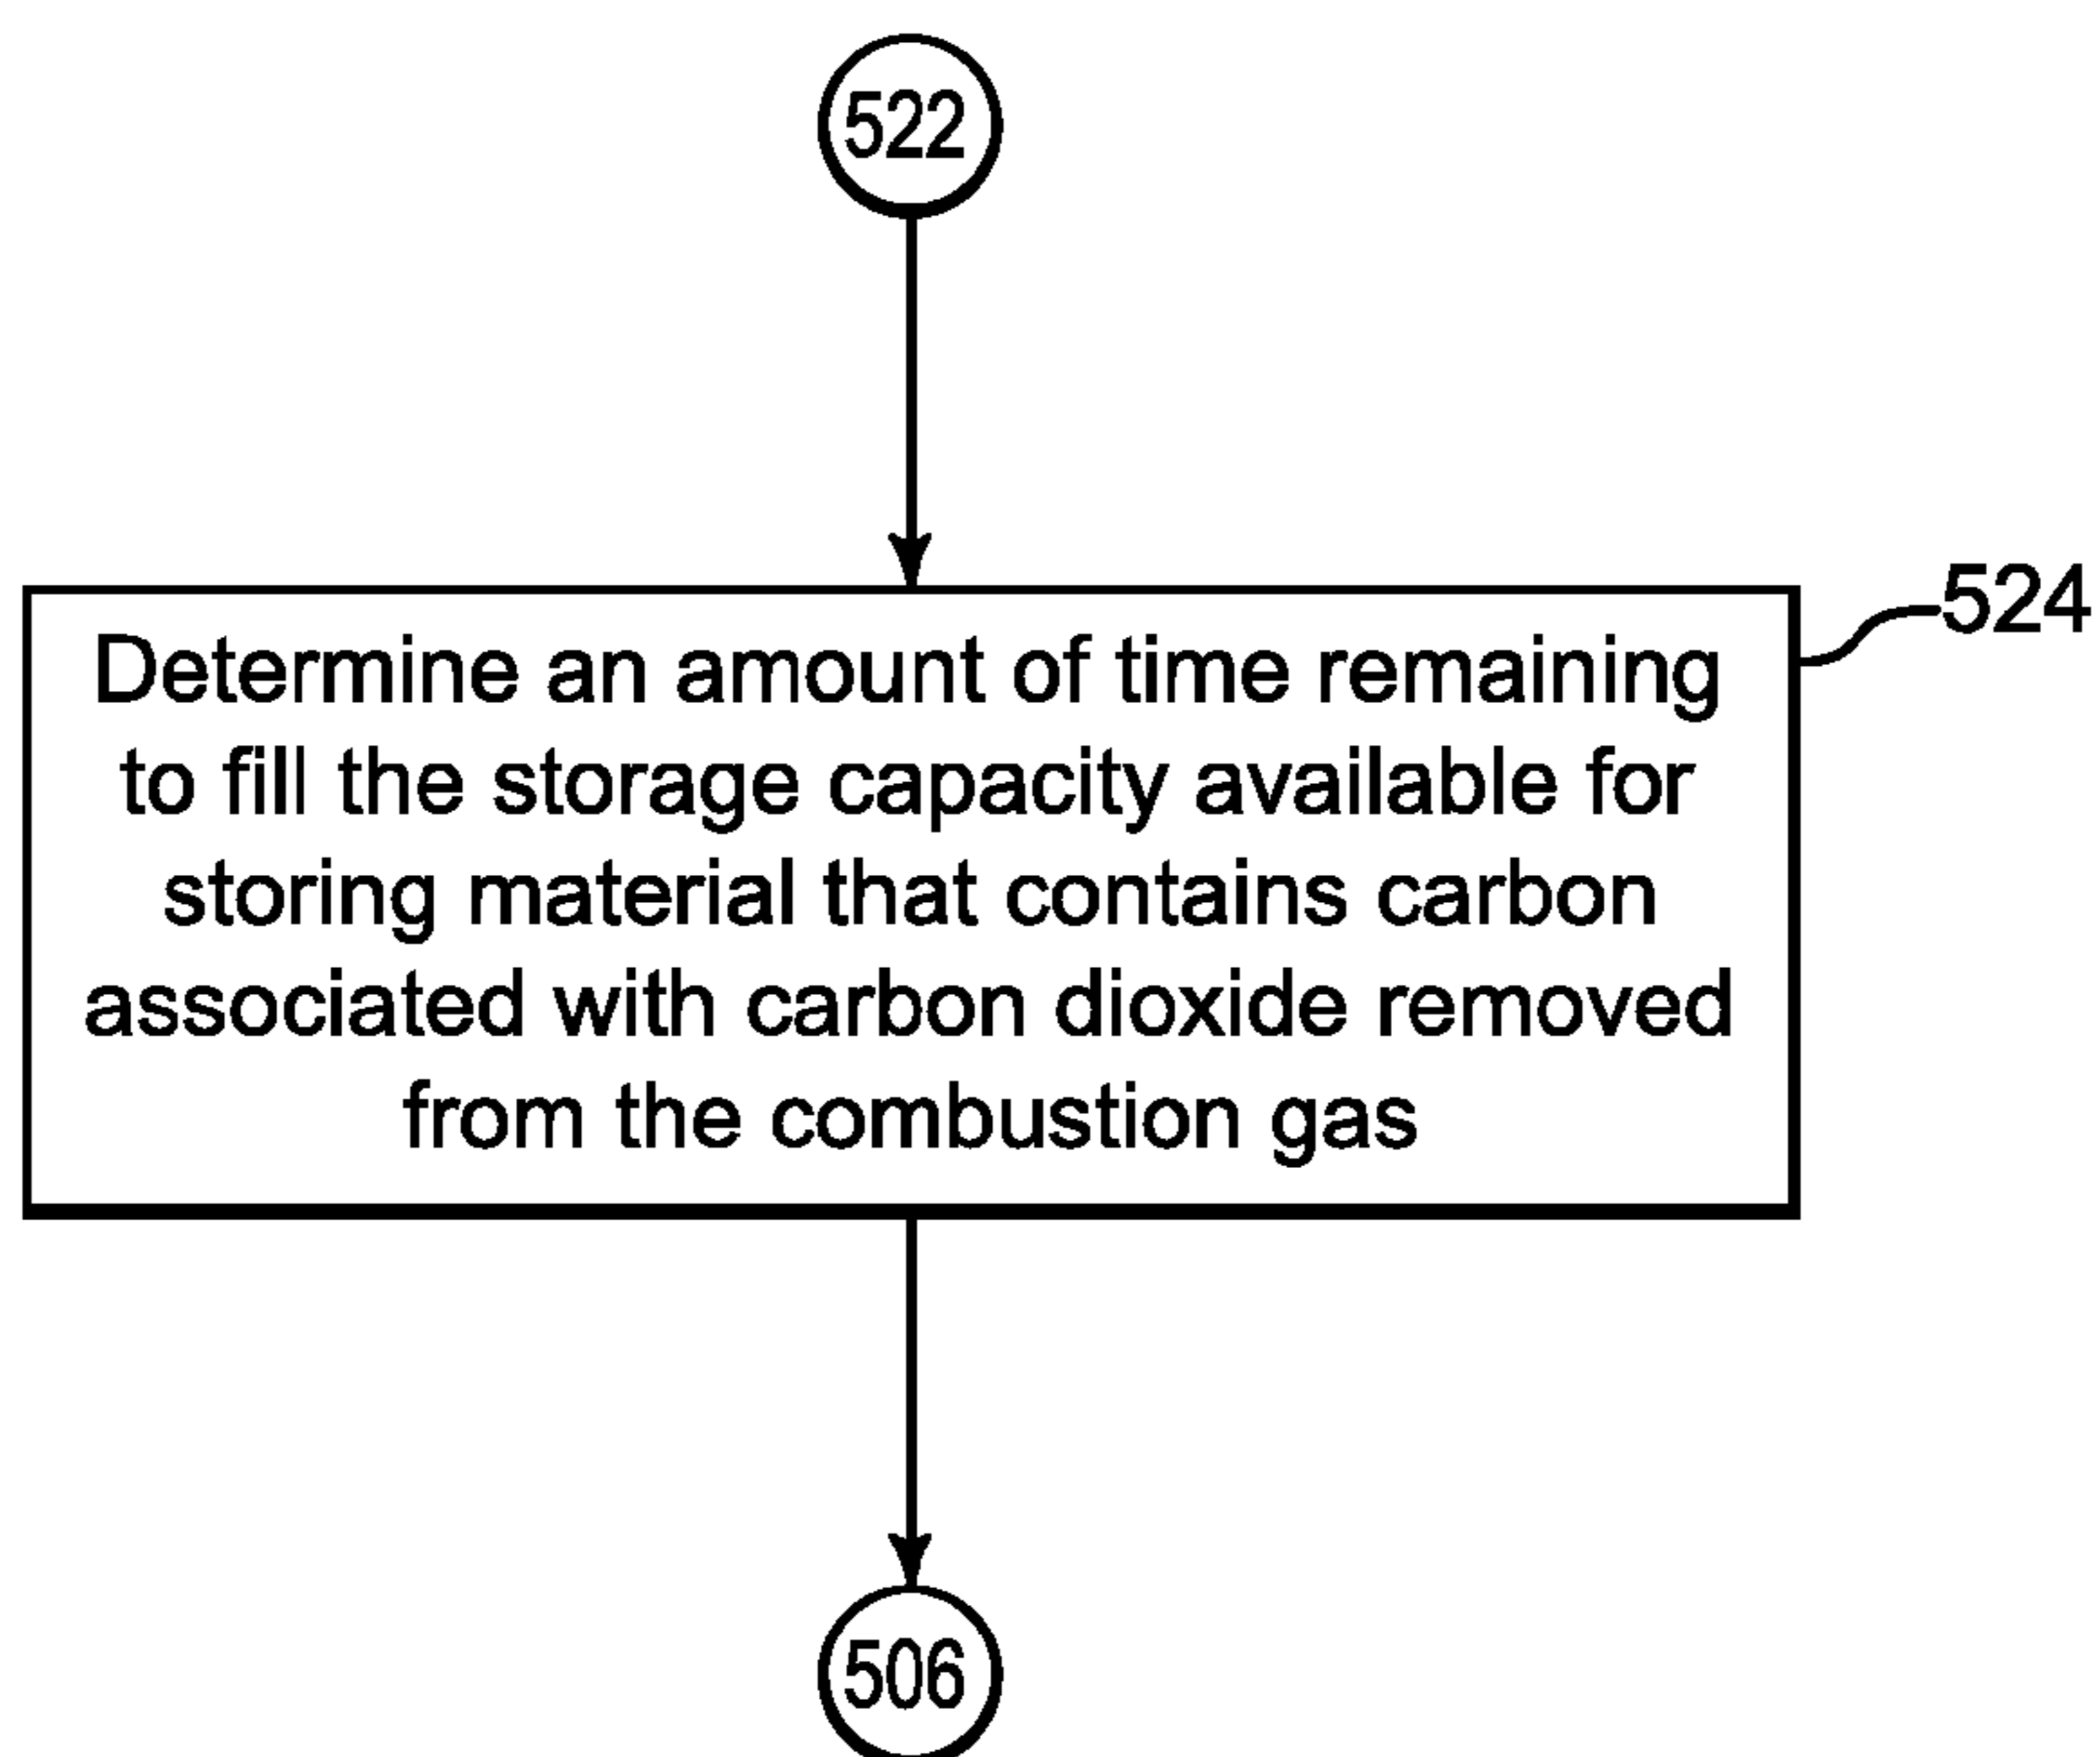 522
524
Determine an amount of time remaining
to fill the storage capacity available for
storing material that contains carbon
associated with carbon dioxide removed
from the combustion gas
506